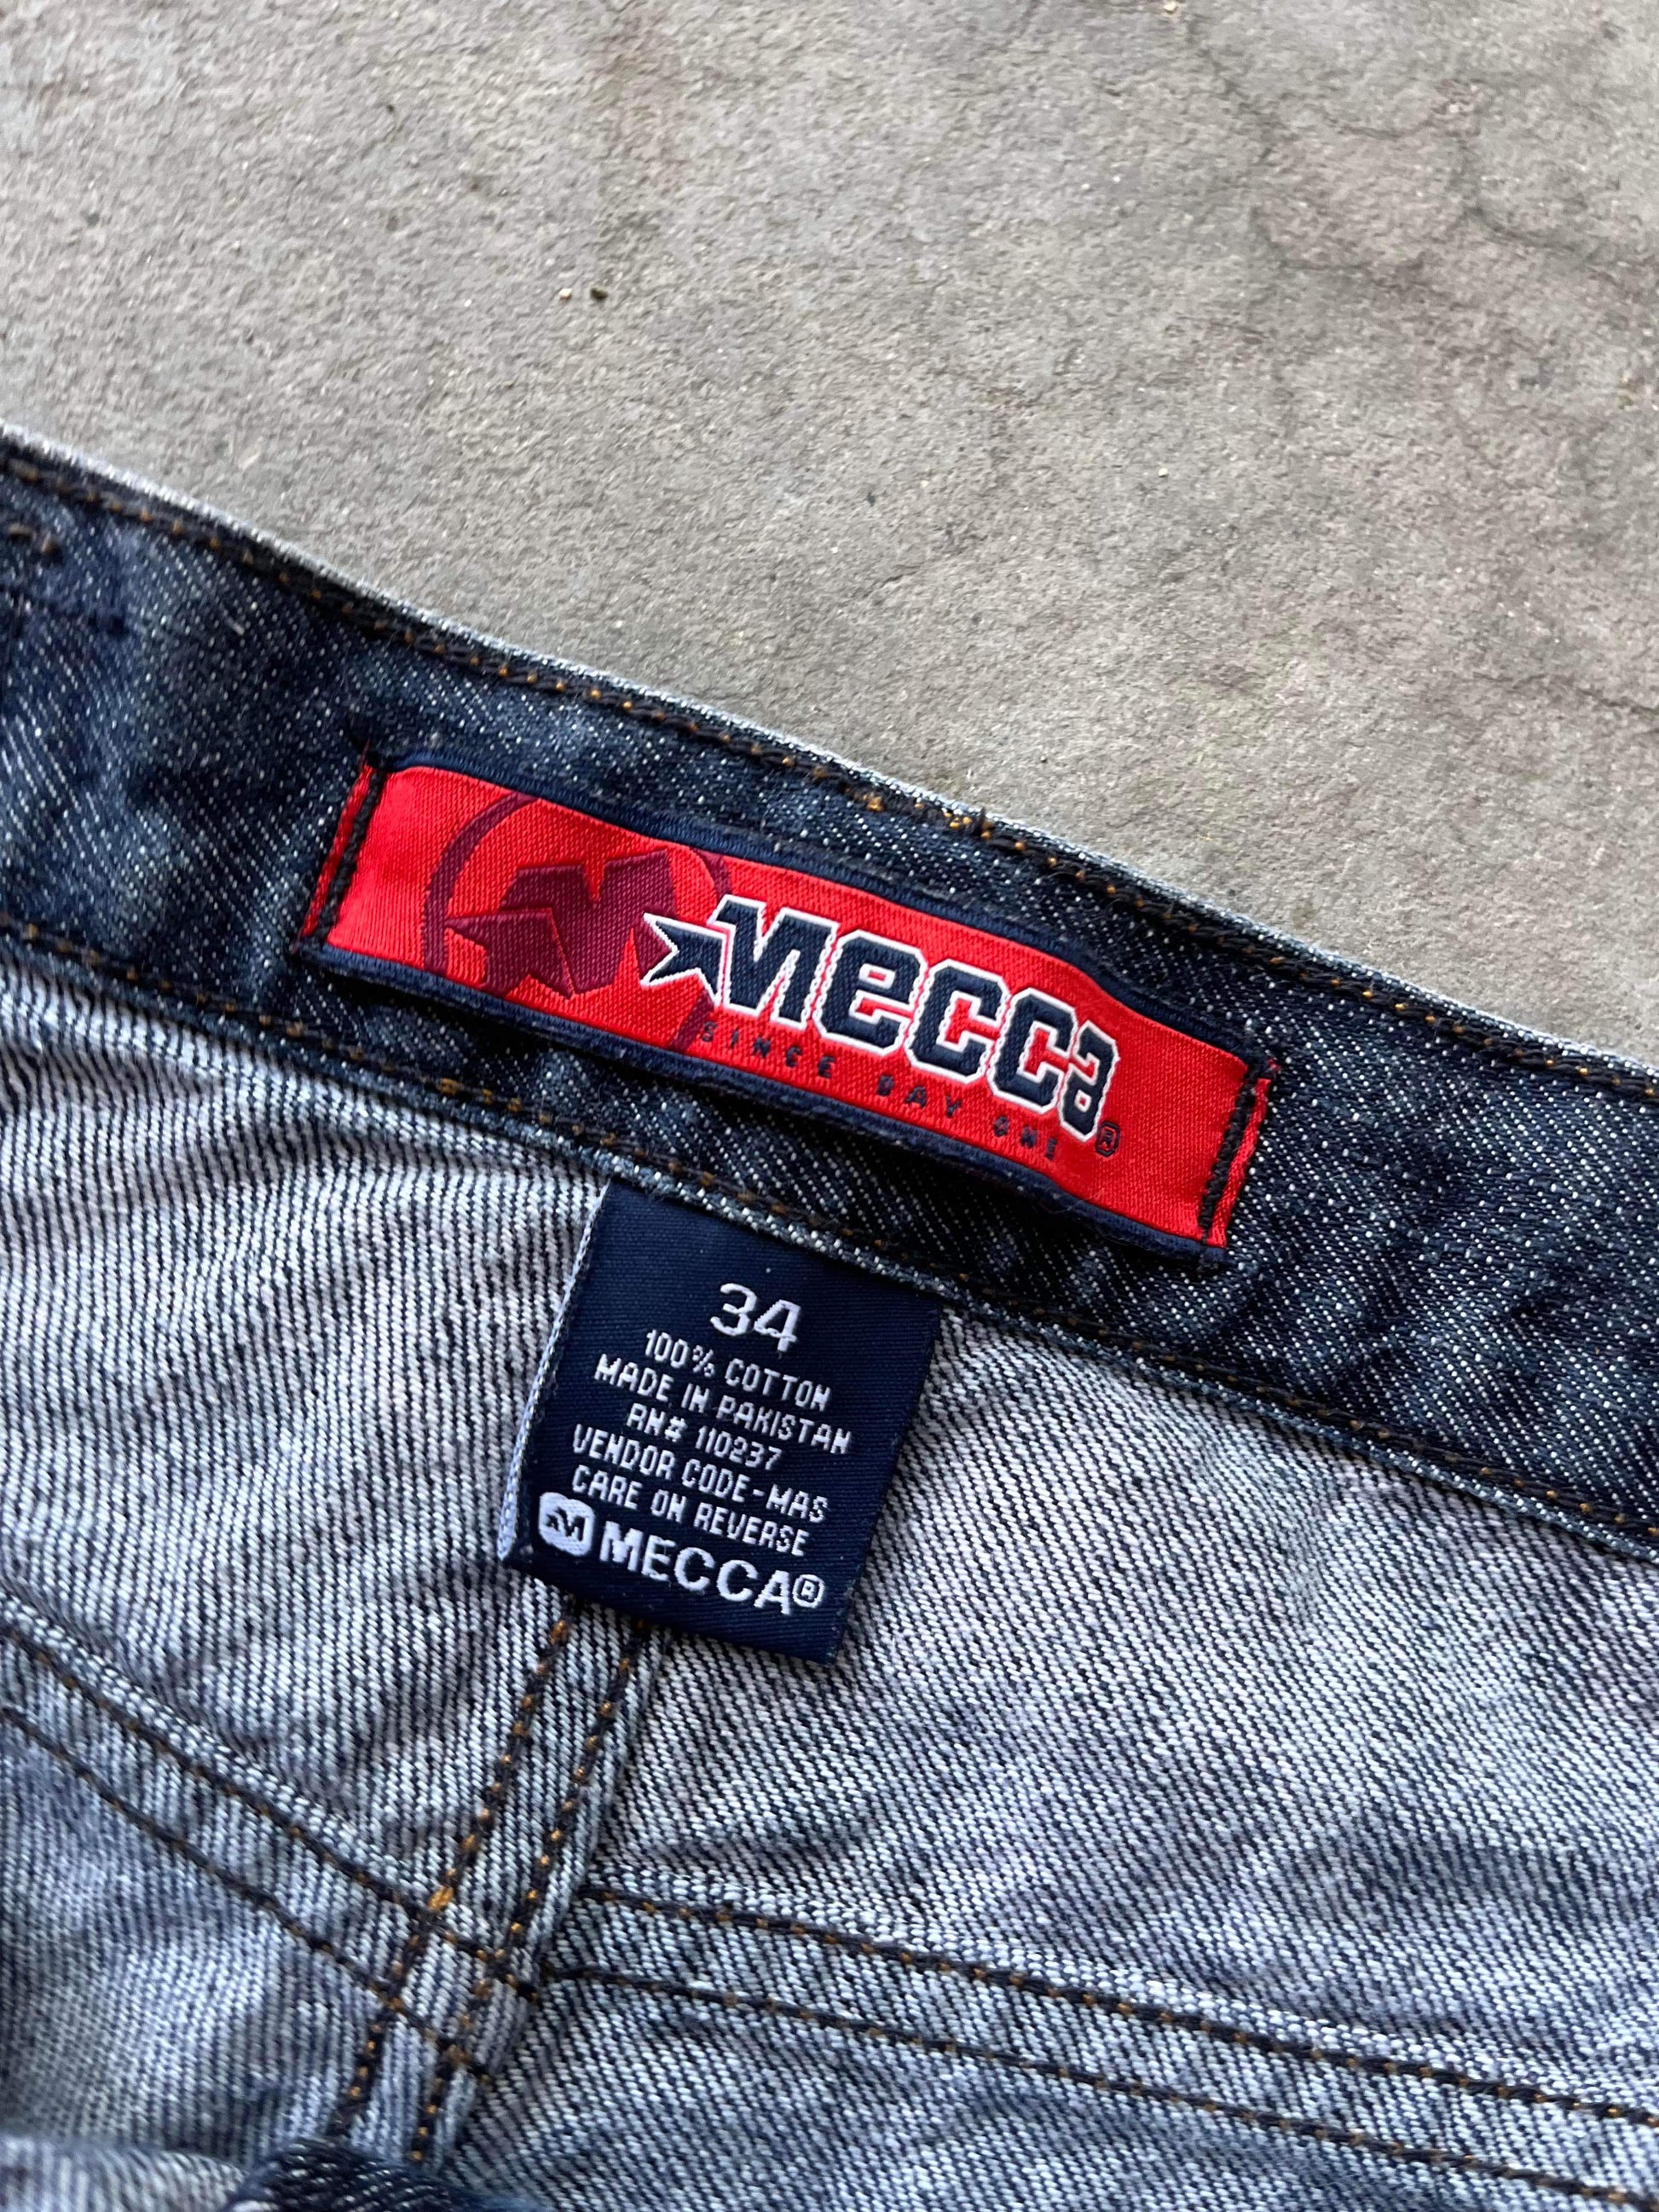 Mecca®
SINCE DAY ONE
34
100% COTTON
MADE IN PAKISTAN
RN# 110237
VENDOR CODE-MAS
CARE ON REVERSE
M MECCA®